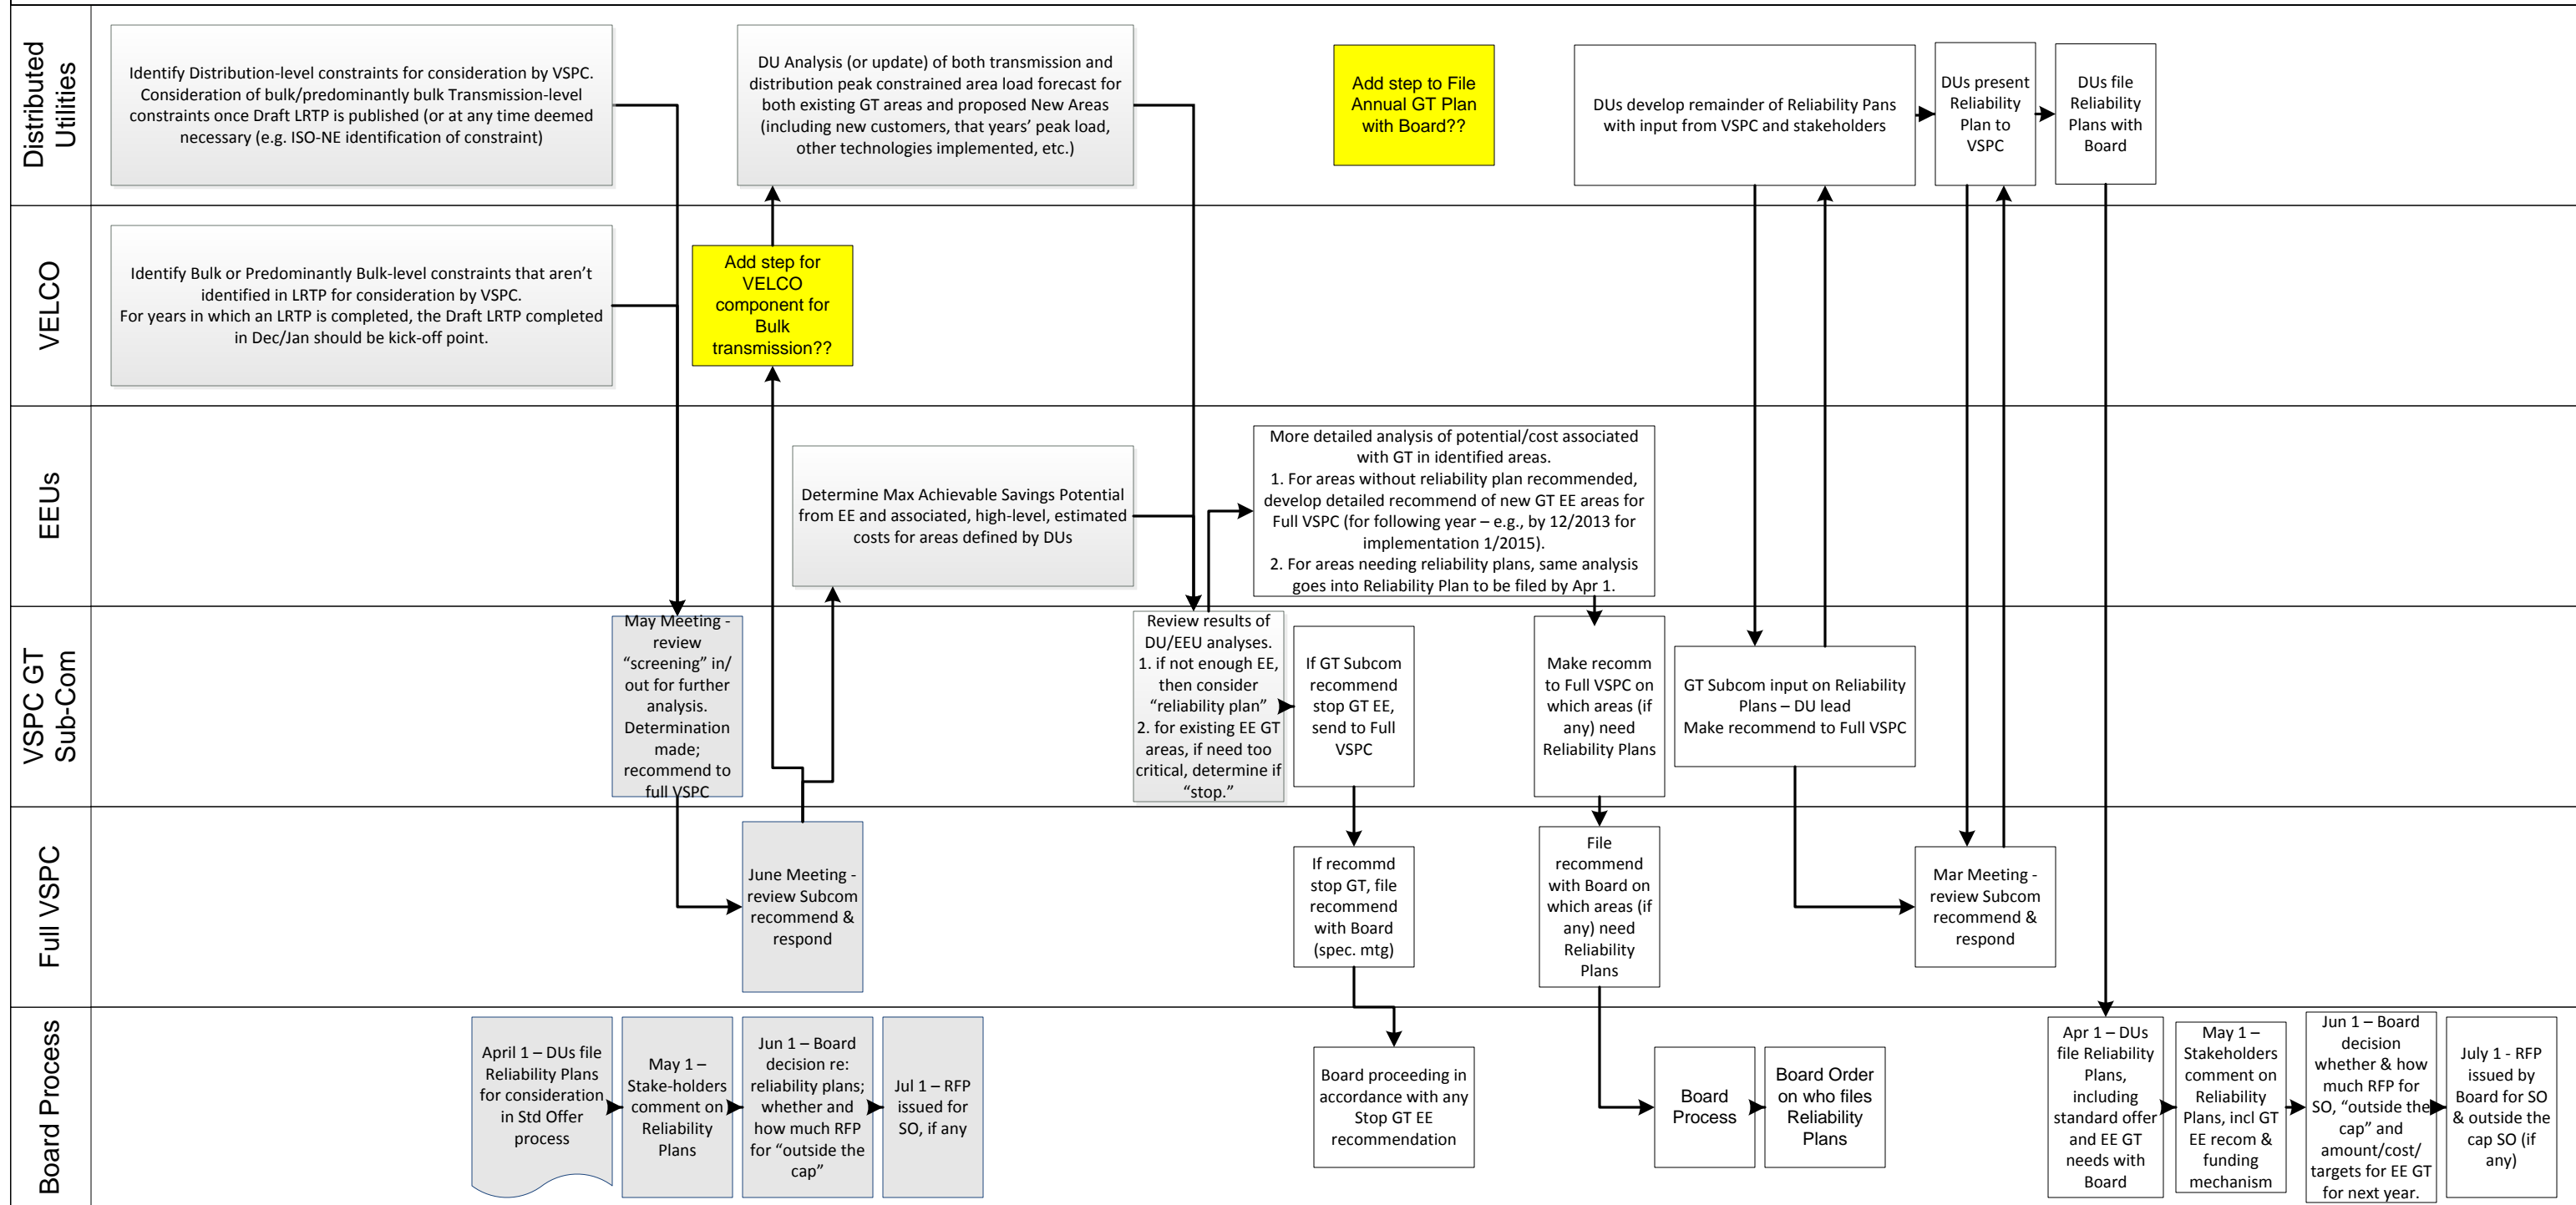 Distributed
Utilities
Identify Distribution-level constraints for consideration by VSPC.
Consideration of bulk/predominantly bulk Transmission-level
constraints once Draft LRTP is published (or at any time deemed
necessary (e.g. ISO-NE identification of constraint)
DU Analysis (or update) of both transmission and
distribution peak constrained area load forecast for
both existing GT areas and proposed New Areas
(including new customers, that years’ peak load,
other technologies implemented, etc.)
Add step to File
Annual GT Plan
with Board??
DUs develop remainder of Reliability Pans
with input from VSPC and stakeholders
DUs present
Reliability
Plan to
VSPC
DUs file
Reliability
Plans with
Board
VELCO
Identify Bulk or Predominantly Bulk-level constraints that aren’t
identified in LRTP for consideration by VSPC.
For years in which an LRTP is completed, the Draft LRTP completed
in Dec/Jan should be kick-off point.
Add step for
VELCO
component for
Bulk
transmission??
EEUs
Determine Max Achievable Savings Potential
from EE and associated, high-level, estimated
costs for areas defined by DUs
More detailed analysis of potential/cost associated
with GT in identified areas.
1. For areas without reliability plan recommended,
develop detailed recommend of new GT EE areas for
Full VSPC (for following year – e.g., by 12/2013 for
implementation 1/2015).
2. For areas needing reliability plans, same analysis
goes into Reliability Plan to be filed by Apr 1.
VSPC GT
Sub-Com
May Meeting -
review
“screening” in/
out for further
analysis.
Determination
made;
recommend to
full VSPC
Review results of
DU/EEU analyses.
1. if not enough EE,
then consider
“reliability plan”
2. for existing EE GT
areas, if need too
critical, determine if
“stop.”
If GT Subcom
recommend
stop GT EE,
send to Full
VSPC
Make recomm
to Full VSPC on
which areas (if
any) need
Reliability Plans
GT Subcom input on Reliability
Plans – DU lead
Make recommend to Full VSPC
Full VSPC
June Meeting -
review Subcom
recommend &
respond
If recommd
stop GT, file
recommend
with Board
(spec. mtg)
File
recommend
with Board on
which areas (if
any) need
Reliability
Plans
Mar Meeting -
review Subcom
recommend &
respond
Board Process
April 1 – DUs file
Reliability Plans
for consideration
in Std Offer
process
May 1 –
Stake-holders
comment on
Reliability
Plans
Jun 1 – Board
decision re:
reliability plans;
whether and
how much RFP
for “outside the
cap”
Jul 1 – RFP
issued for
SO, if any
Board proceeding in
accordance with any
Stop GT EE
recommendation
Board
Process
Board Order
on who files
Reliability
Plans
Apr 1 – DUs
file Reliability
Plans,
including
standard offer
and EE GT
needs with
Board
May 1 –
Stakeholders
comment on
Reliability
Plans, incl GT
EE recom &
funding
mechanism
Jun 1 – Board
decision
whether & how
much RFP for
SO, “outside the
cap” and
amount/cost/
targets for EE GT
for next year.
July 1 - RFP
issued by
Board for SO
& outside the
cap SO (if
any)